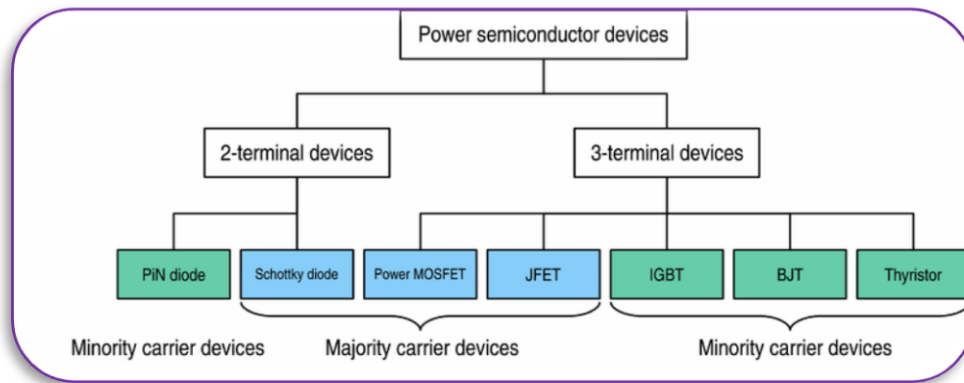 Power semiconductor devices
2-terminal devices
3-terminal devices
PiN diode
Schottky diode
Power MOSFET
JFET
IGBT
BJT
Thyristor
Minority carrier devices
Majority carrier devices
Minority carrier devices